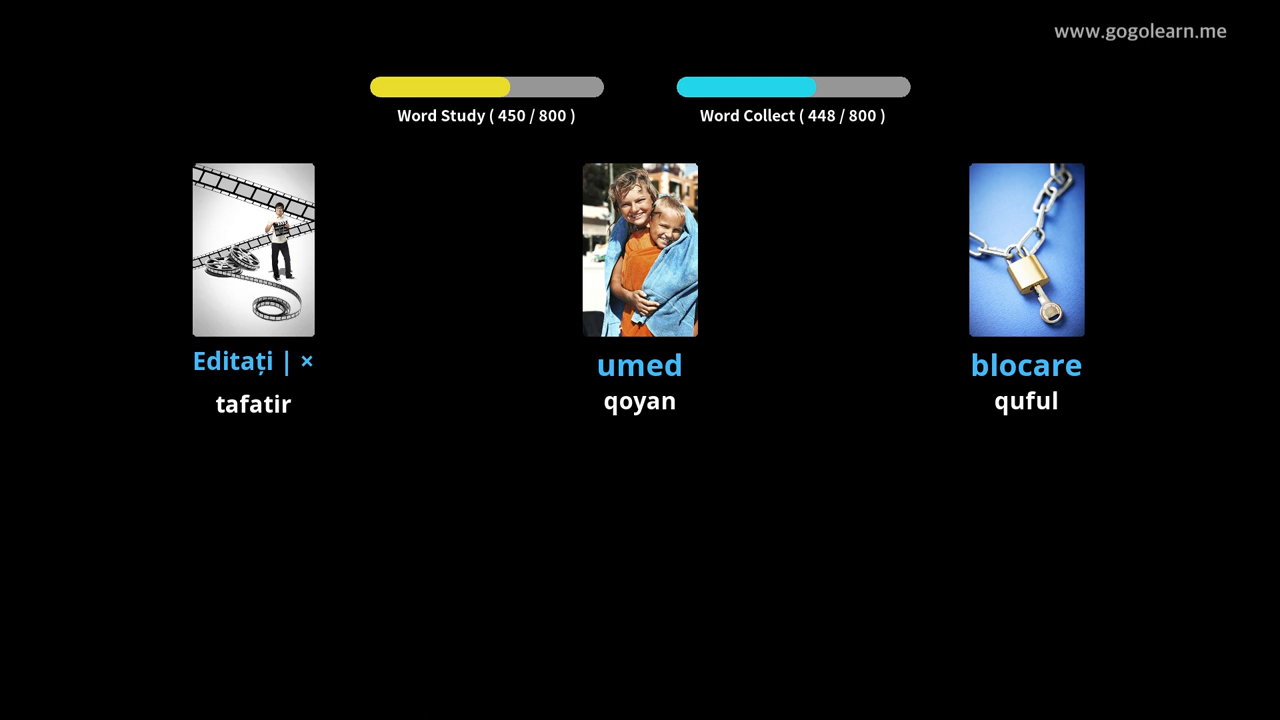 www.gogolearn.me
Word Study ( 450 / 800 )
Word Collect ( 448 / 800 )
Editați | ×
tafatir
umed
qoyan
blocare
quful